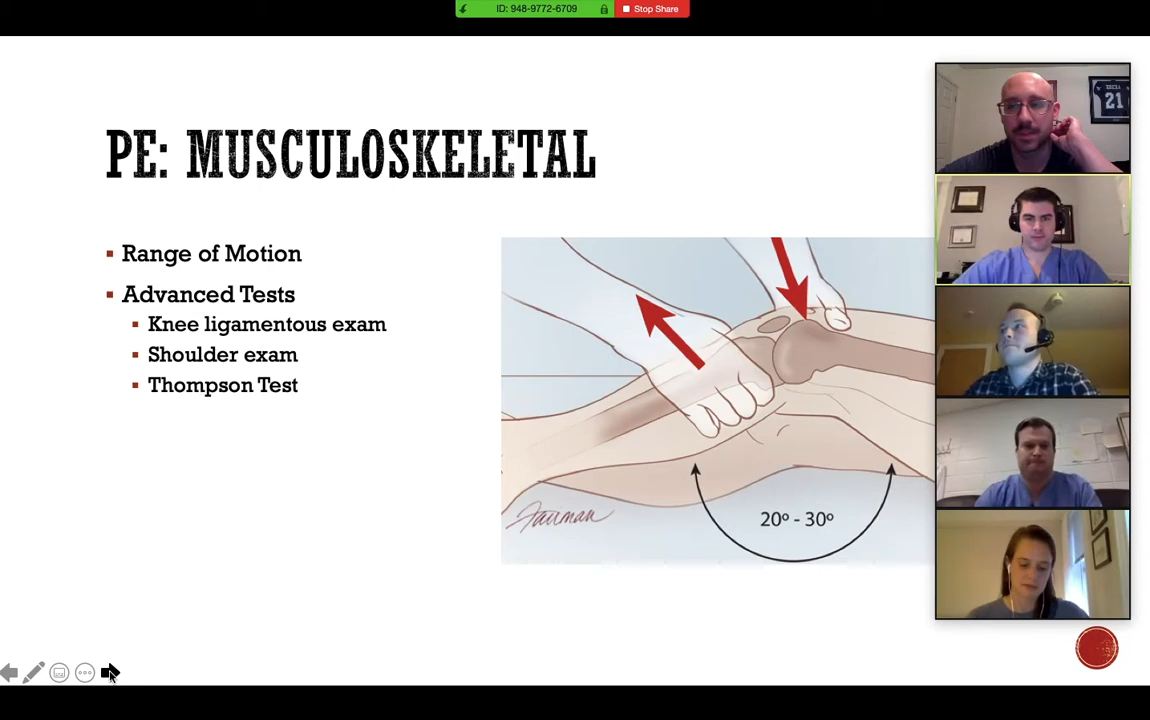 ID: 948-9772-6709
Stop Share
PE: MUSCULOSKELETAL
Range of Motion
Advanced Tests
Knee ligamentous exam
Shoulder exam
Thompson Test
20º - 30º
21